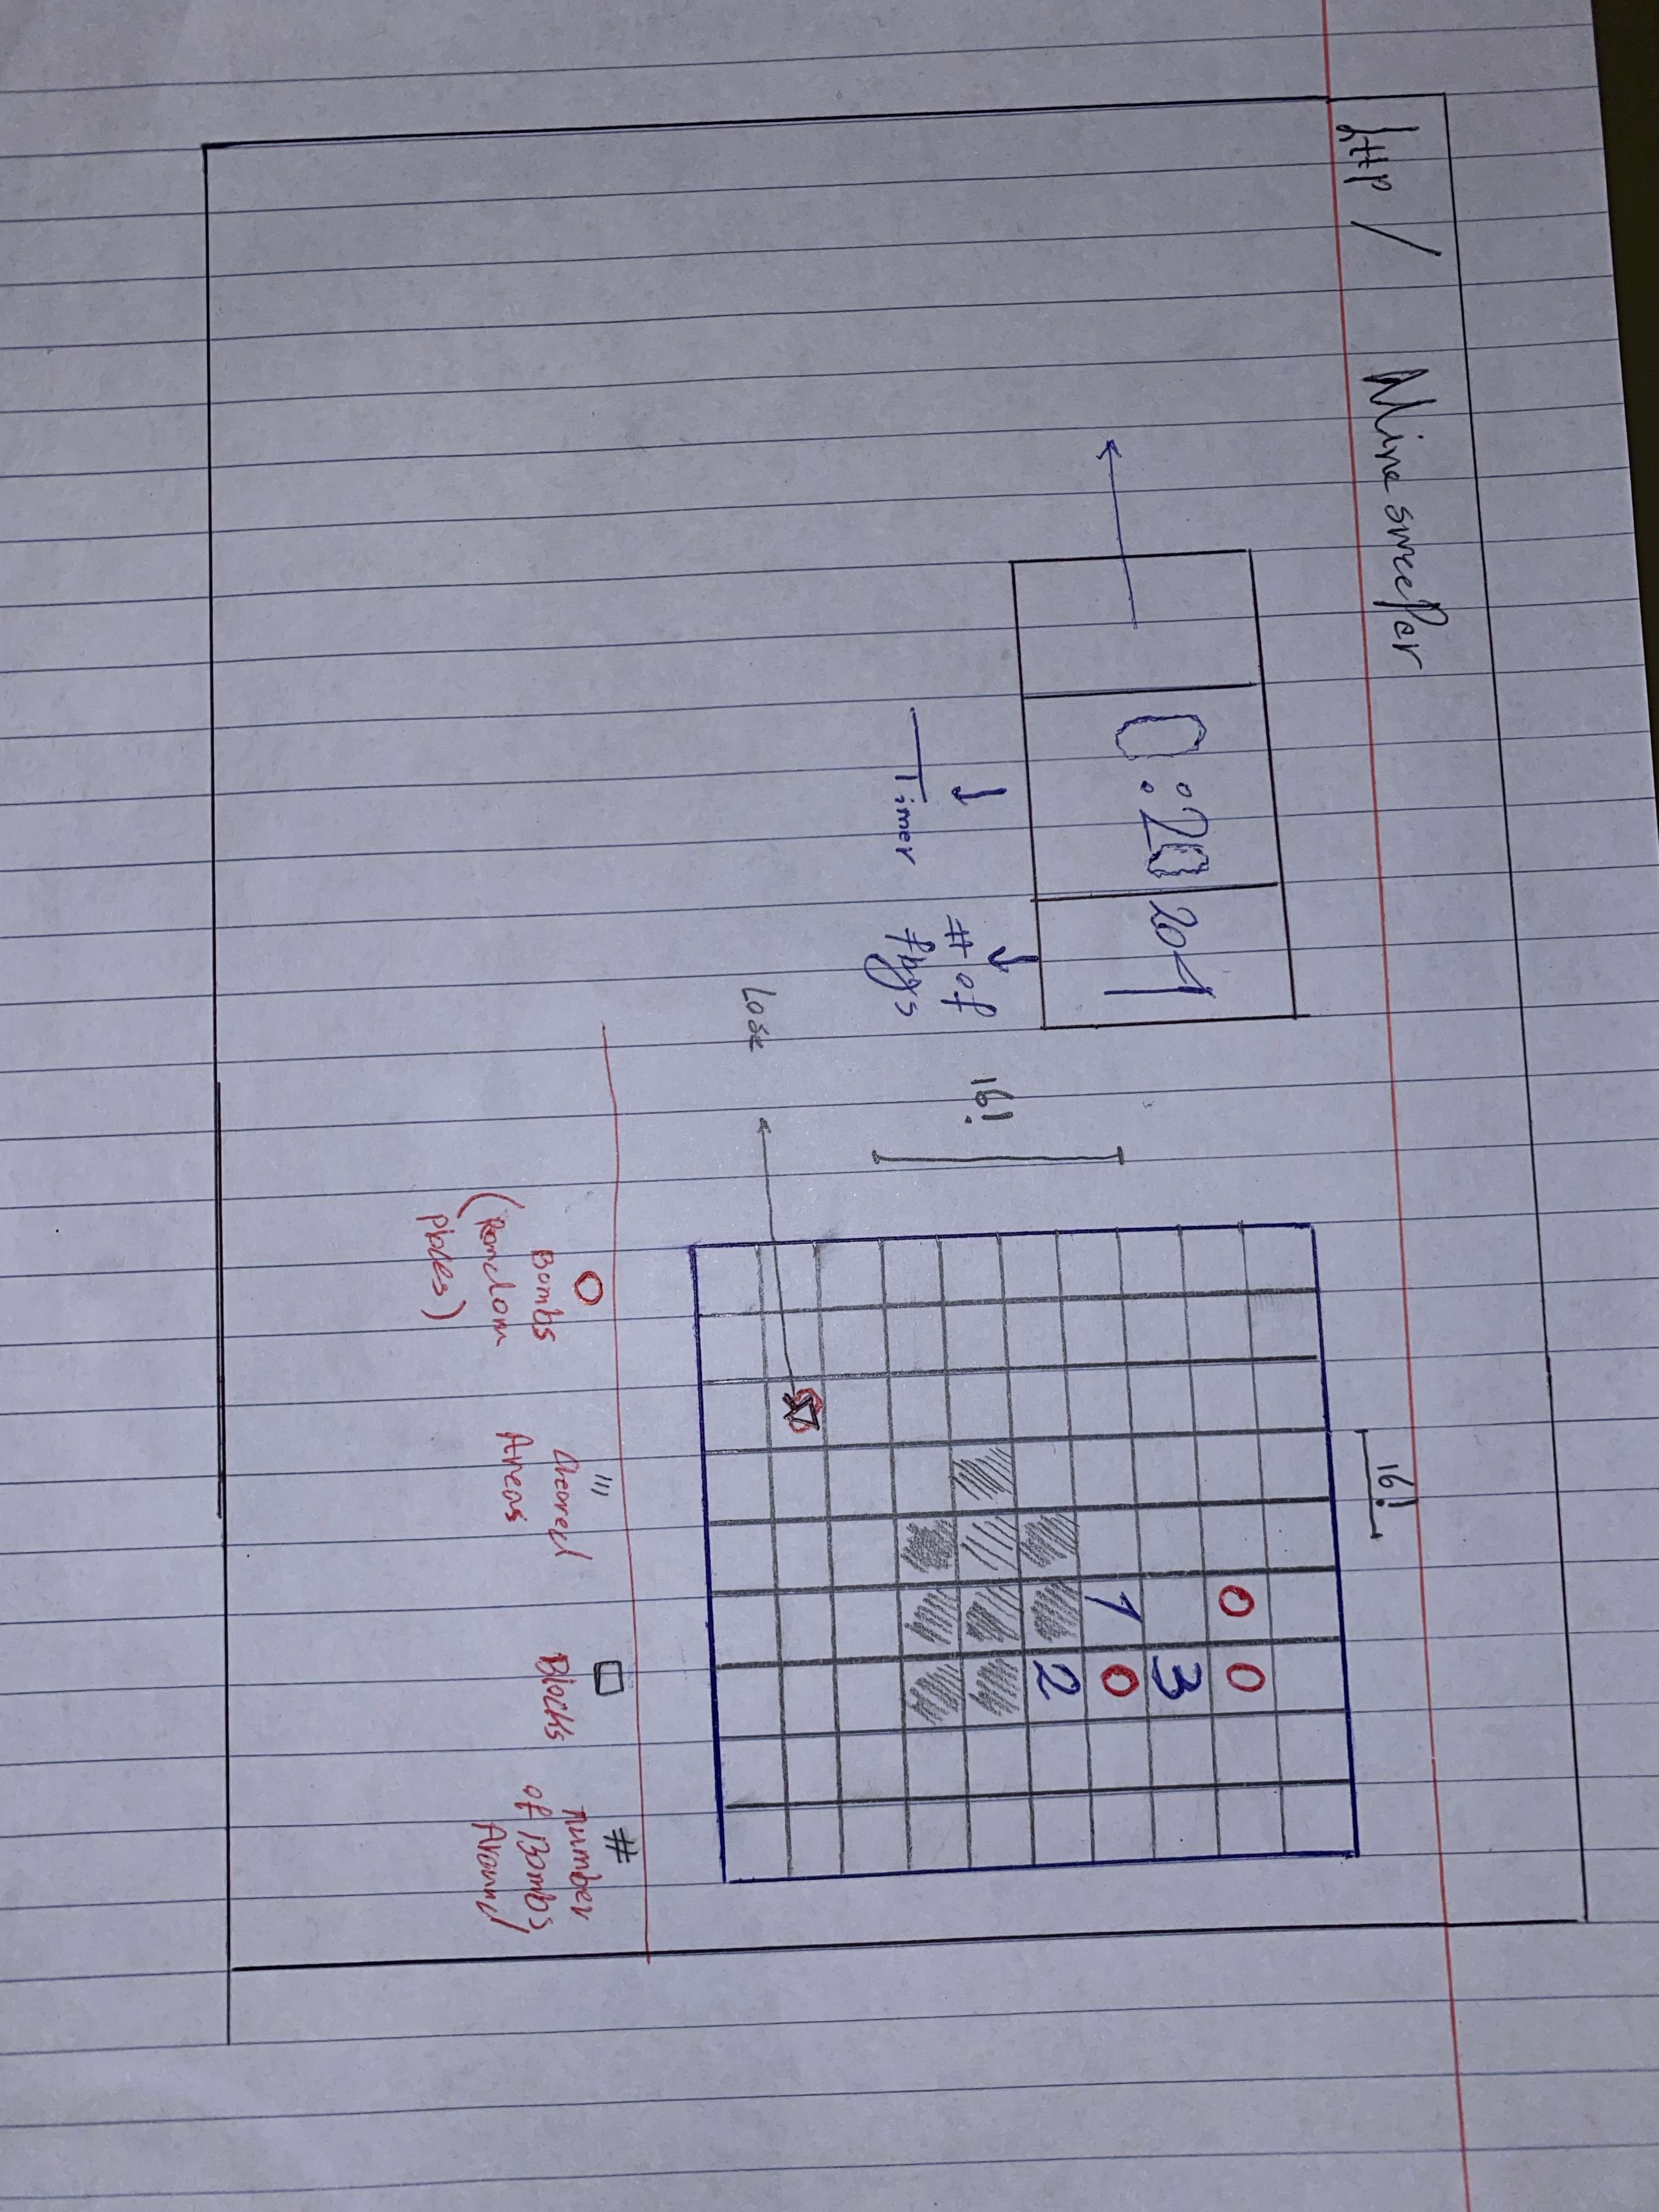 http / Minesweeper
16!
0:20 20
Timer
# of
flags
16!
0 0
3
1 0
2
Lose
Bombs
(Random
places)
Cleared
Areas
Blocks
#
number
of Bombs
Around